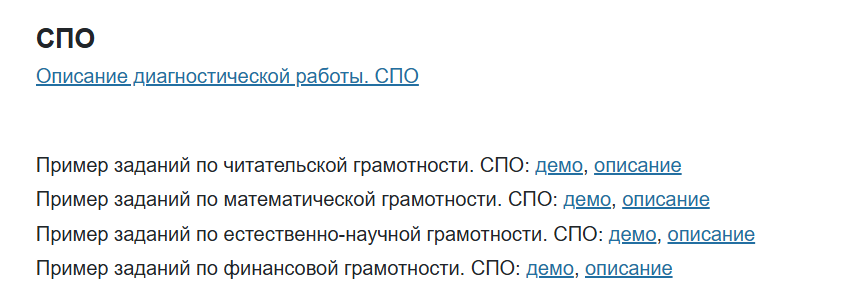 СПО
Описание диагностической работы. СПО
Пример заданий по читательской грамотности. СПО: демо, описание
Пример заданий по математической грамотности. СПО: демо, описание
Пример заданий по естественно-научной грамотности. СПО: демо, описание
Пример заданий по финансовой грамотности. СПО: демо, описание